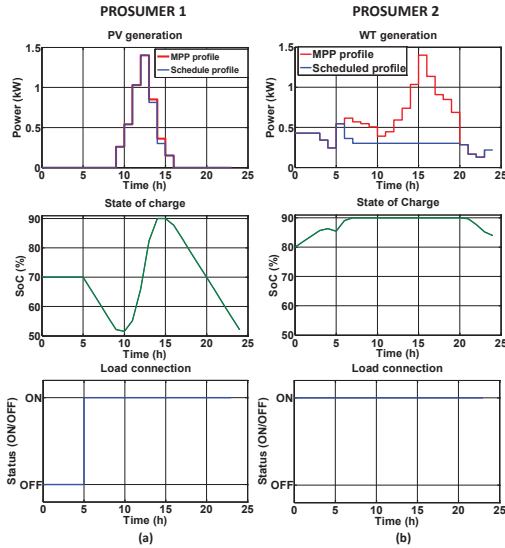 PROSUMER 1
PROSUMER 2
PV generation
WT generation
1.5
1
0.5
0
Power (kW)
MPP profile
Schedule profile
0 5 10 15 20 25
Time (h)
1.5
1
0.5
0
Power (kW)
MPP profile
Scheduled profile
0 5 10 15 20 25
Time (h)
State of charge
90
80
70
60
50
SoC (%)
0 5 10 15 20 25
Time (h)
State of Charge
90
80
70
60
50
SoC (%)
0 5 10 15 20 25
Time (h)
Load connection
ON
OFF
Status (ON/OFF)
0 5 10 15 20 25
Time (h)
(a)
Load connection
ON
OFF
Status (ON/OFF)
0 5 10 15 20 25
Time (h)
(b)